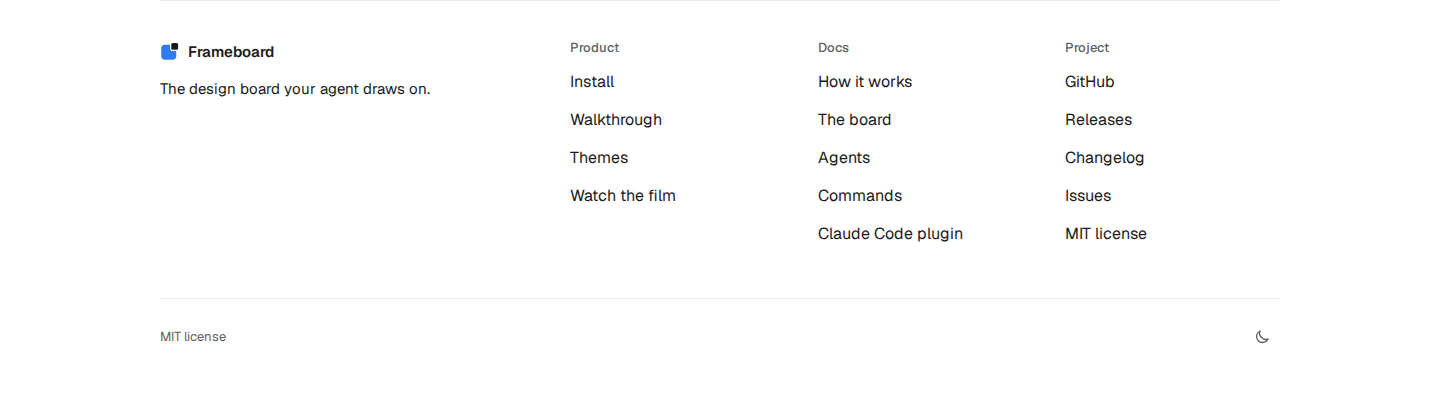 Frameboard
The design board your agent draws on.
Product
Install
Walkthrough
Themes
Watch the film
Docs
How it works
The board
Agents
Commands
Claude Code plugin
Project
GitHub
Releases
Changelog
Issues
MIT license
MIT license